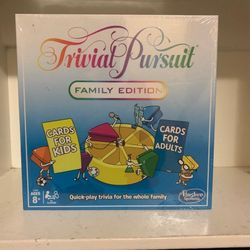 Trivial Pursuit
FAMILY EDITION
CARDS FOR
KIDS
CARDS FOR
ADULTS
AGES
8+
Quick-play trivia for the whole family
Hasbro
Gaming